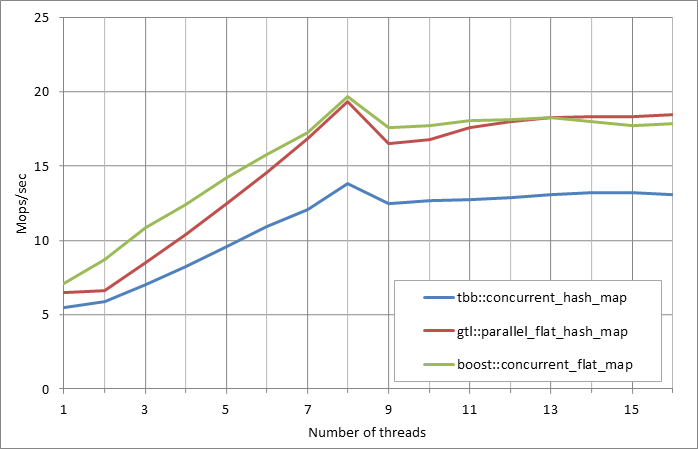 25
20
15
10
5
0
Mops/sec
tbb::concurrent_hash_map
gtl::parallel_flat_hash_map
boost::concurrent_flat_map
1 3 5 7 9 11 13 15
Number of threads